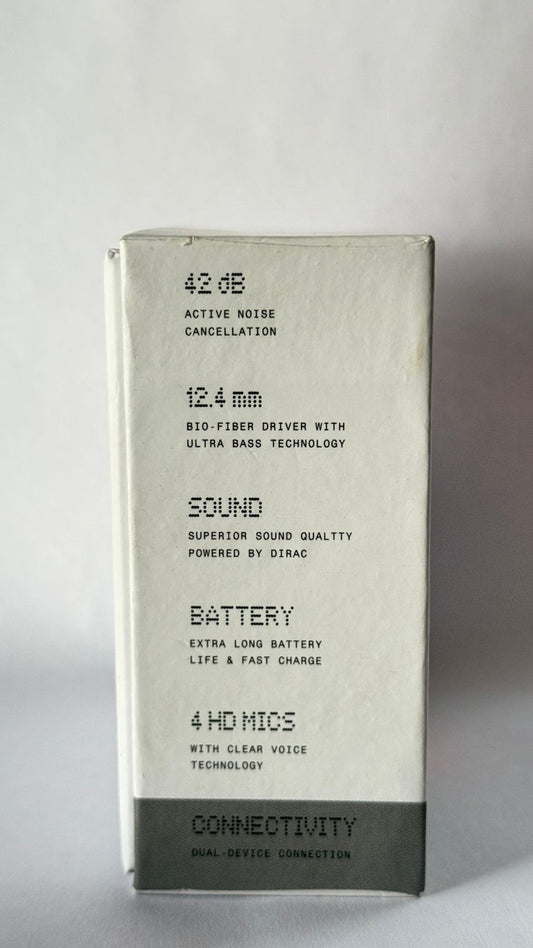 42 dB
ACTIVE NOISE
CANCELLATION
12.4 mm
BIO-FIBER DRIVER WITH
ULTRA BASS TECHNOLOGY
SOUND
SUPERIOR SOUND QUALTTY
POWERED BY DIRAC
BATTERY
EXTRA LONG BATTERY
LIFE & FAST CHARGE
4 HD MICS
WITH CLEAR VOICE
TECHNOLOGY
CONNECTIVITY
DUAL-DEVICE CONNECTION